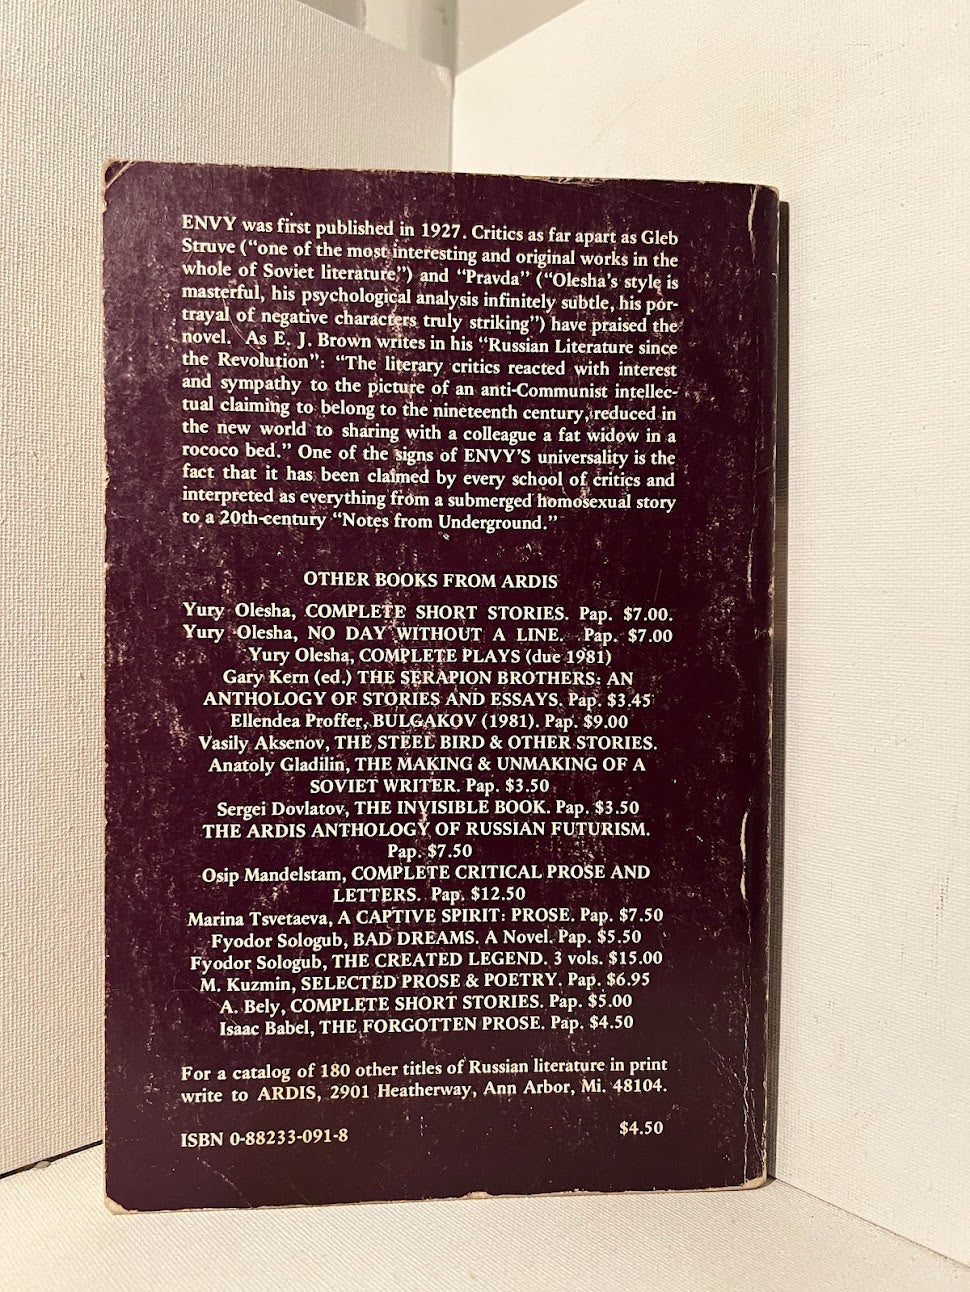 ENVY was first published in 1927. Critics as far apart as Gleb
Struve (“one of the most interesting and original works in the
whole of Soviet literature”) and “Pravda” (“Olesha’s style is
masterful, his psychological analysis infinitely subtle, his por-
trayal of negative characters truly striking”) have praised the
novel. As E. J. Brown writes in his “Russian Literature since
the Revolution”: “The literary critics reacted with interest
and sympathy to the picture of an anti-Communist intellec-
tual claiming to belong to the nineteenth century, reduced in
the new world to sharing with a colleague a fat widow in a
rococo bed.” One of the signs of ENVY’S universality is the
fact that it has been claimed by every school of critics and
interpreted as everything from a submerged homosexual story
to a 20th-century “Notes from Underground.”
OTHER BOOKS FROM ARDIS
Yury Olesha, COMPLETE SHORT STORIES. Pap. $7.00.
Yury Olesha, NO DAY WITHOUT A LINE. Pap. $7.00
Yury Olesha, COMPLETE PLAYS (due 1981)
Gary Kern (ed.) THE SERAPION BROTHERS: AN
ANTHOLOGY OF STORIES AND ESSAYS. Pap. $3.45
Ellendea Proffer, BULGAKOV (1981). Pap. $9.00
Vasily Aksenov, THE STEEL BIRD & OTHER STORIES.
Anatoly Gladilin, THE MAKING & UNMAKING OF A
SOVIET WRITER. Pap. $3.50
Sergei Dovlatov, THE INVISIBLE BOOK. Pap. $3.50
THE ARDIS ANTHOLOGY OF RUSSIAN FUTURISM.
Pap. $7.50
Osip Mandelstam, COMPLETE CRITICAL PROSE AND
LETTERS. Pap. $12.50
Marina Tsvetaeva, A CAPTIVE SPIRIT: PROSE. Pap. $7.50
Fyodor Sologub, BAD DREAMS. A Novel. Pap. $5.50
Fyodor Sologub, THE CREATED LEGEND. 3 vols. $15.00
M. Kuzmin, SELECTED PROSE & POETRY. Pap. $6.95
A. Bely, COMPLETE SHORT STORIES. Pap. $5.00
Isaac Babel, THE FORGOTTEN PROSE. Pap. $4.50
For a catalog of 180 other titles of Russian literature in print
write to ARDIS, 2901 Heatherway, Ann Arbor, Mi. 48104.
ISBN 0-88233-091-8
$4.50